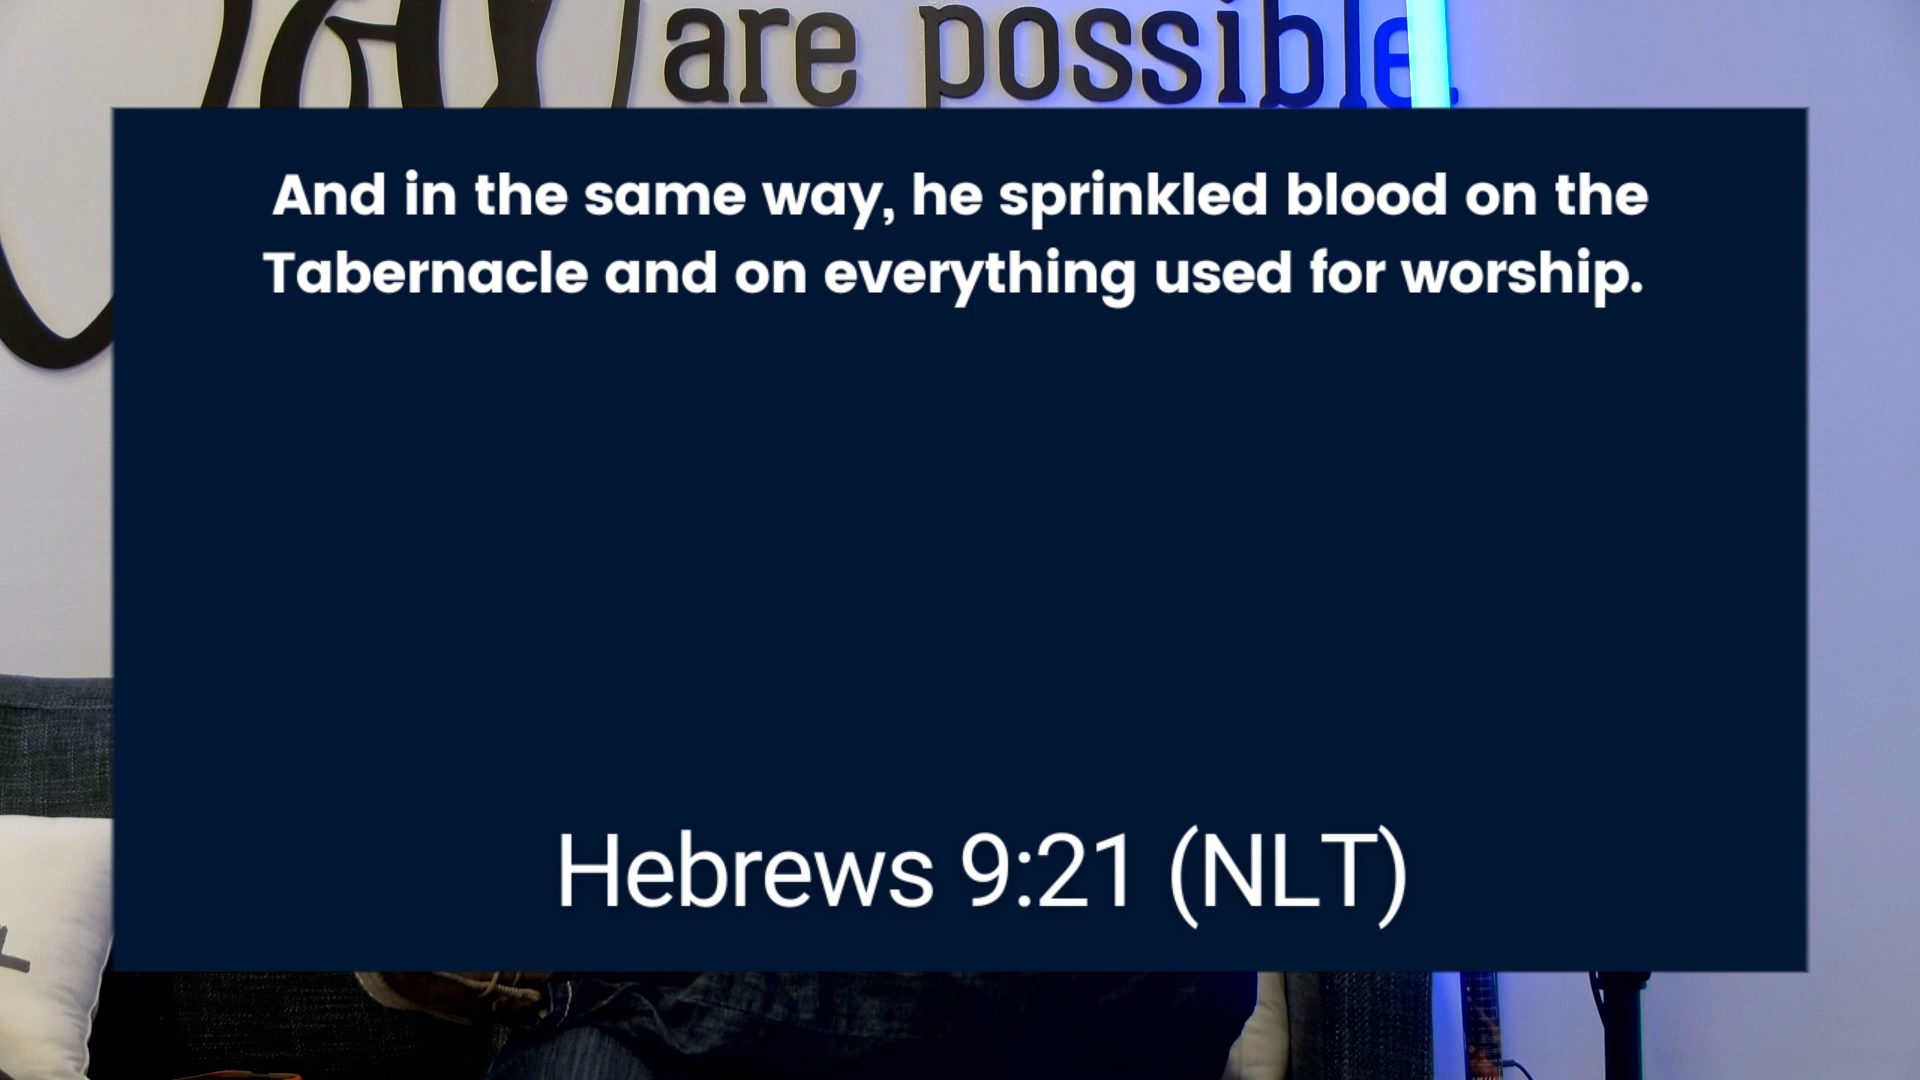 are possible.
And in the same way, he sprinkled blood on the
Tabernacle and on everything used for worship.
Hebrews 9:21 (NLT)